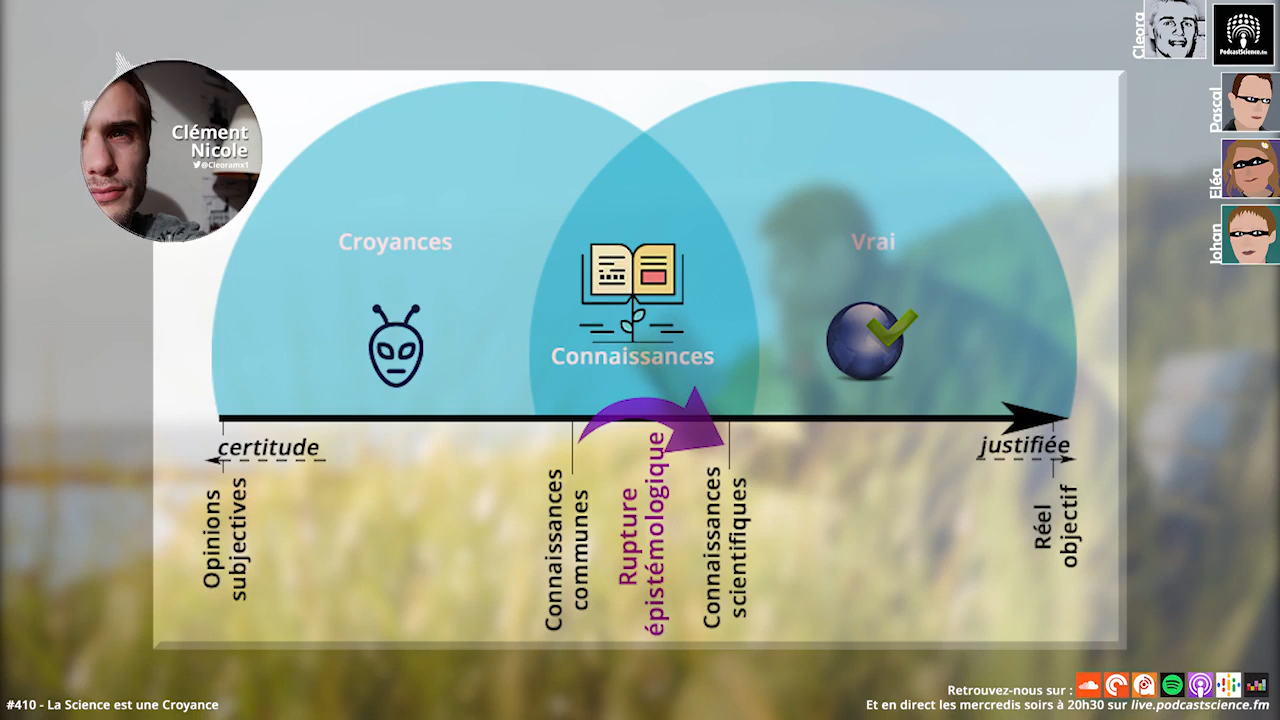 Cleora
PodcastScience.fm
Clément
Nicole
@Cleoramx1
Pascal
Eléa
Johan
Croyances
Vrai
Connaissances
certitude
justifiée
Opinions
subjectives
Connaissances
communes
Rupture
épistémologique
Connaissances
scientifiques
Réel
objectif
Retrouvez-nous sur :
#410 - La Science est une Croyance
Et en direct les mercredis soirs à 20h30 sur live.podcastscience.fm